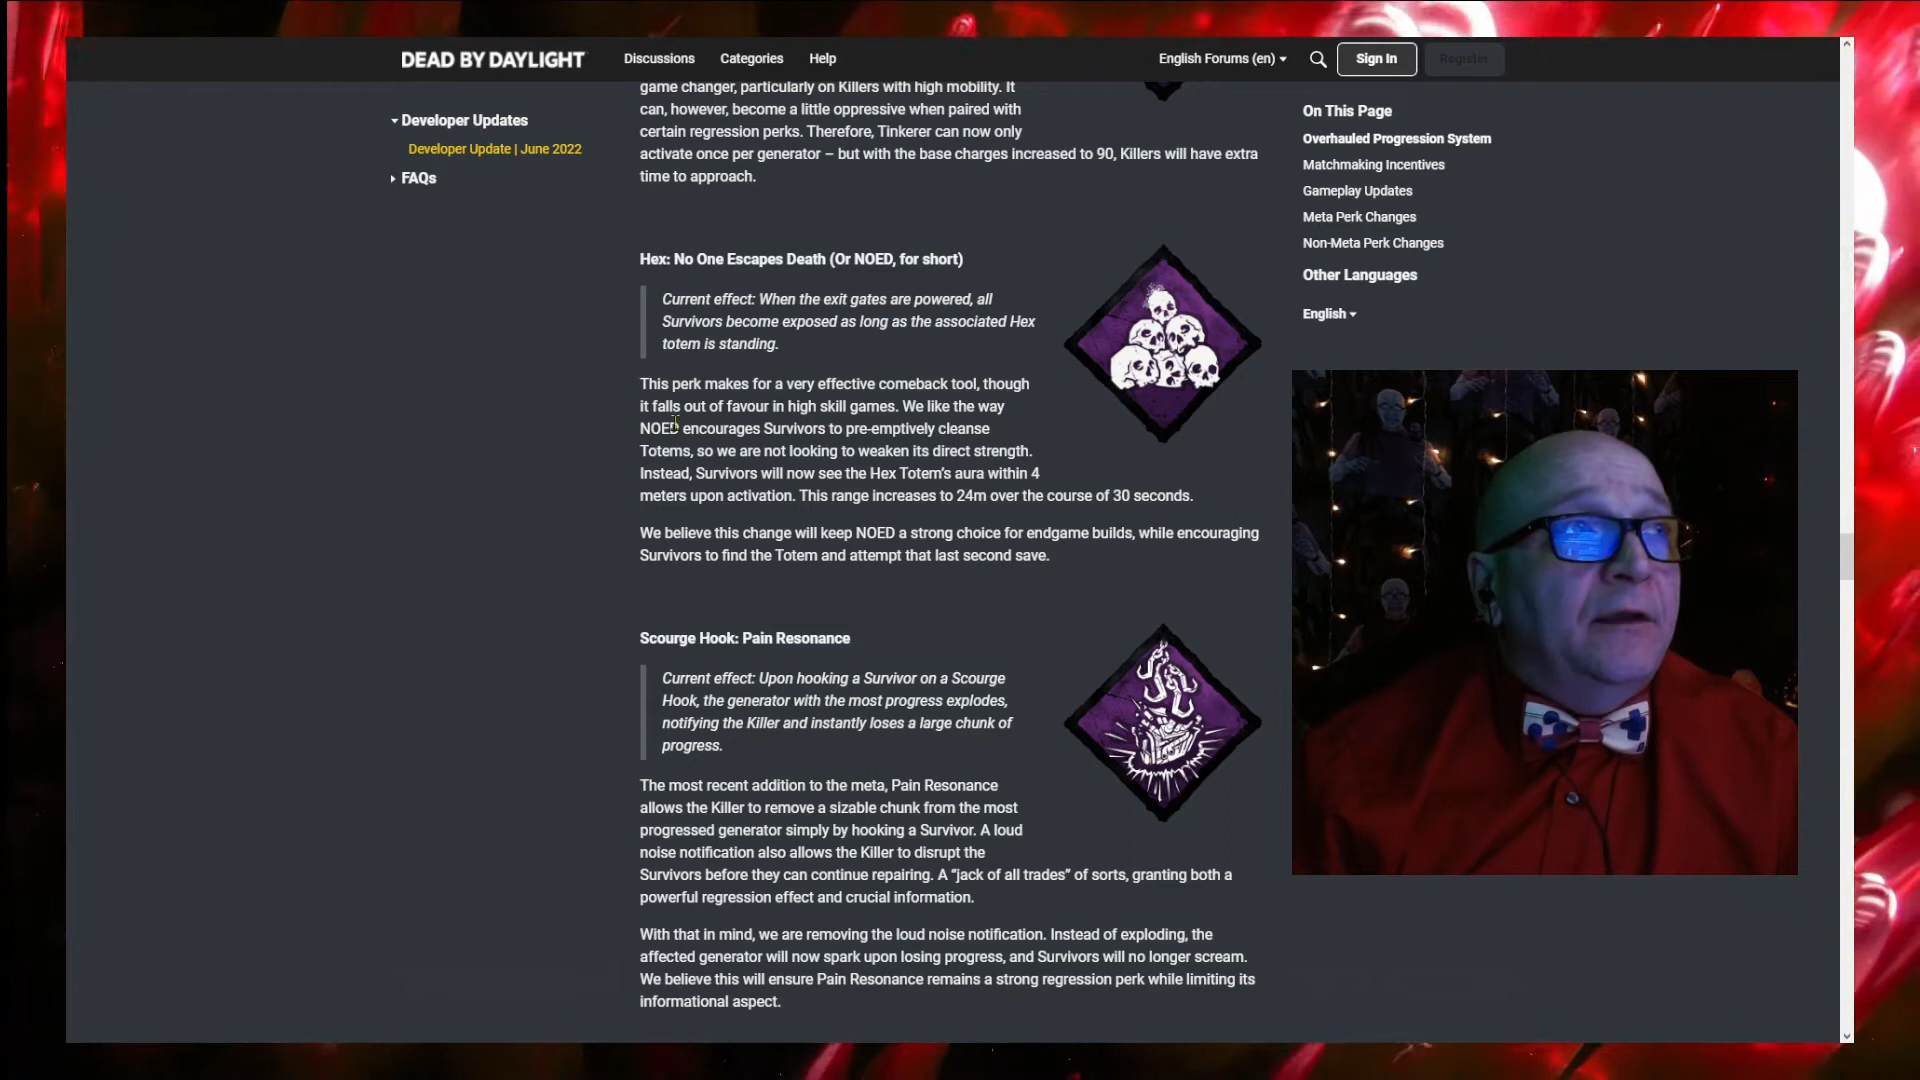 DEAD BY DAYLIGHT
Discussions
Categories
Help
English Forums (en)
Sign In
Register
Developer Updates
Developer Update | June 2022
FAQs
game changer, particularly on Killers with high mobility. It
can, however, become a little oppressive when paired with
certain regression perks. Therefore, Tinkerer can now only
activate once per generator – but with the base charges increased to 90, Killers will have extra
time to approach.
Hex: No One Escapes Death (Or NOED, for short)
Current effect: When the exit gates are powered, all
Survivors become exposed as long as the associated Hex
totem is standing.
This perk makes for a very effective comeback tool, though
it falls out of favour in high skill games. We like the way
NOED encourages Survivors to pre-emptively cleanse
Totems, so we are not looking to weaken its direct strength.
Instead, Survivors will now see the Hex Totem's aura within 4
meters upon activation. This range increases to 24m over the course of 30 seconds.
We believe this change will keep NOED a strong choice for endgame builds, while encouraging
Survivors to find the Totem and attempt that last second save.
Scourge Hook: Pain Resonance
Current effect: Upon hooking a Survivor on a Scourge
Hook, the generator with the most progress explodes,
notifying the Killer and instantly loses a large chunk of
progress.
The most recent addition to the meta, Pain Resonance
allows the Killer to remove a sizable chunk from the most
progressed generator simply by hooking a Survivor. A loud
noise notification also allows the Killer to disrupt the
Survivors before they can continue repairing. A “jack of all trades” of sorts, granting both a
powerful regression effect and crucial information.
With that in mind, we are removing the loud noise notification. Instead of exploding, the
affected generator will now spark upon losing progress, and Survivors will no longer scream.
We believe this will ensure Pain Resonance remains a strong regression perk while limiting its
informational aspect.
On This Page
Overhauled Progression System
Matchmaking Incentives
Gameplay Updates
Meta Perk Changes
Non-Meta Perk Changes
Other Languages
English